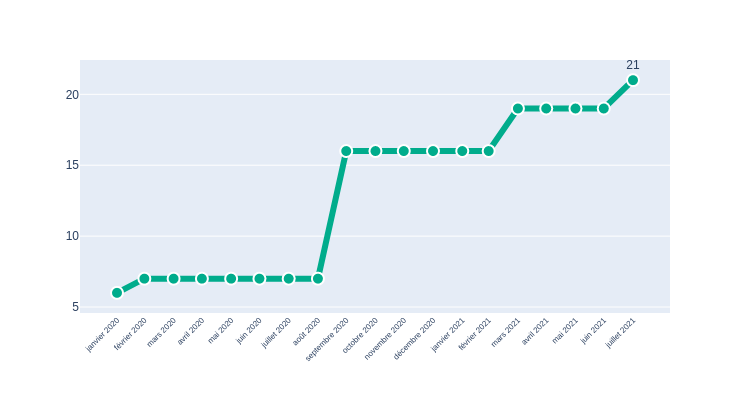 21
20
15
10
5
janvier 2020
février 2020
mars 2020
avril 2020
mai 2020
juin 2020
juillet 2020
août 2020
septembre 2020
octobre 2020
novembre 2020
décembre 2020
janvier 2021
février 2021
mars 2021
avril 2021
mai 2021
juin 2021
juillet 2021